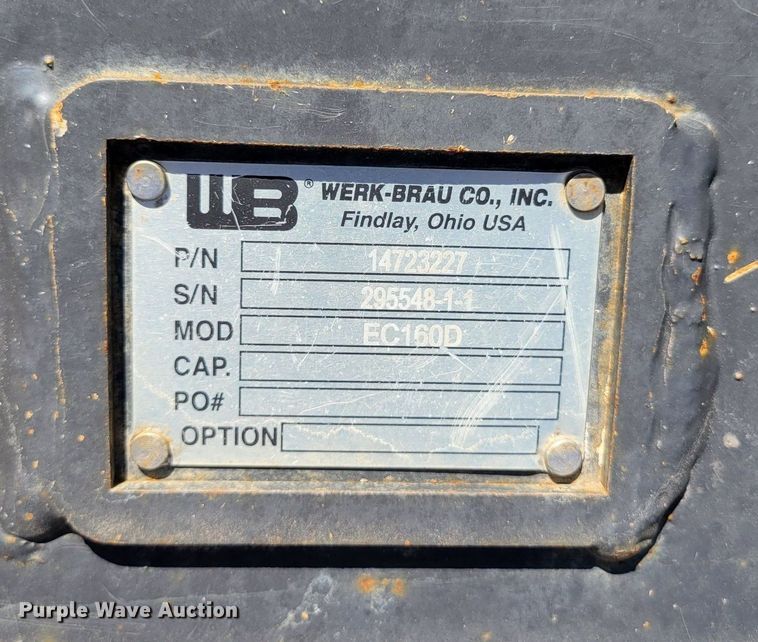 WB® WERK-BRAU CO., INC.
Findlay, Ohio USA
P/N 14723227
S/N 295548-1-1
MOD EC160D
CAP.
PO#
OPTION
Purple Wave Auction